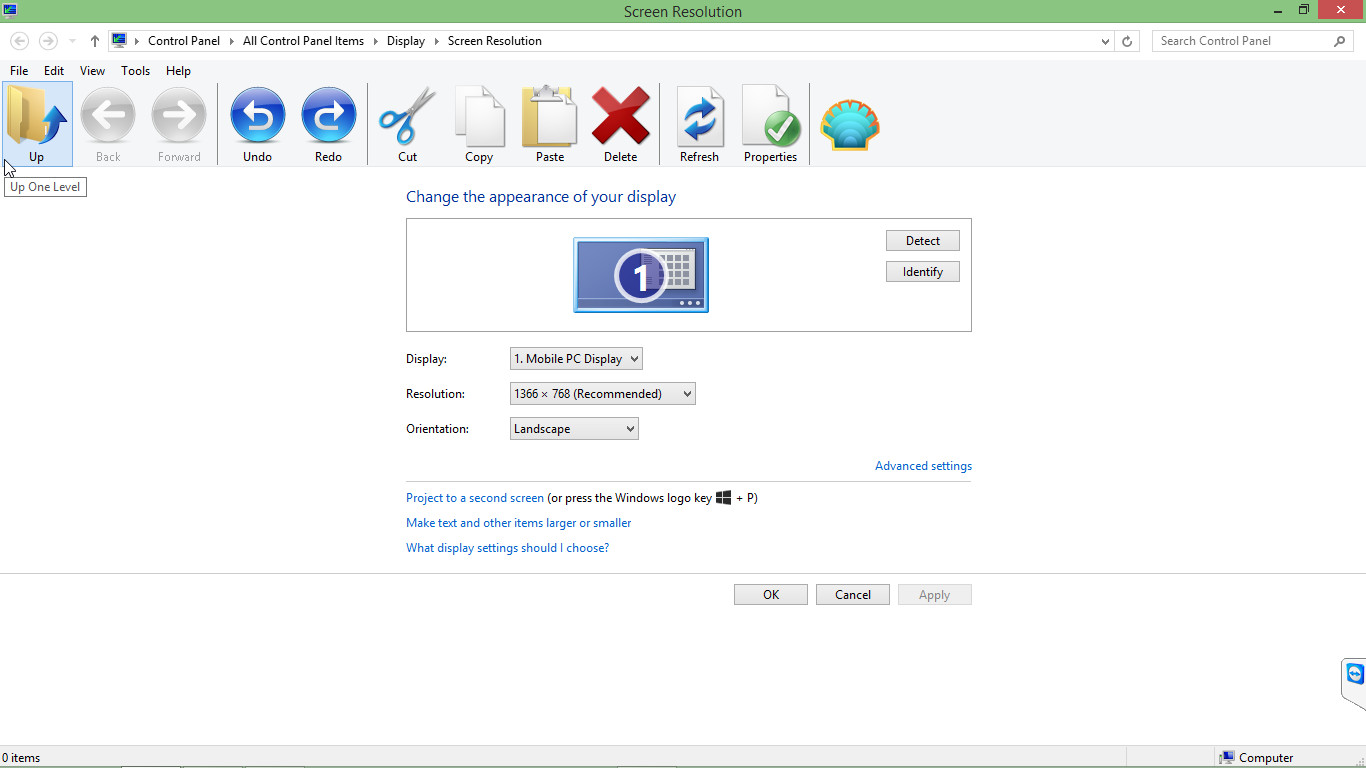 Screen Resolution
Control Panel All Control Panel Items Display Screen Resolution Search Control Panel
File Edit View Tools Help
Up Back Forward Undo Redo Cut Copy Paste Delete Refresh Properties
Up One Level
Change the appearance of your display
Detect
1
Identify
Display: 1. Mobile PC Display
Resolution: 1366 × 768 (Recommended)
Orientation: Landscape
Advanced settings
Project to a second screen (or press the Windows logo key + P)
Make text and other items larger or smaller
What display settings should I choose?
OK Cancel Apply
0 items Computer